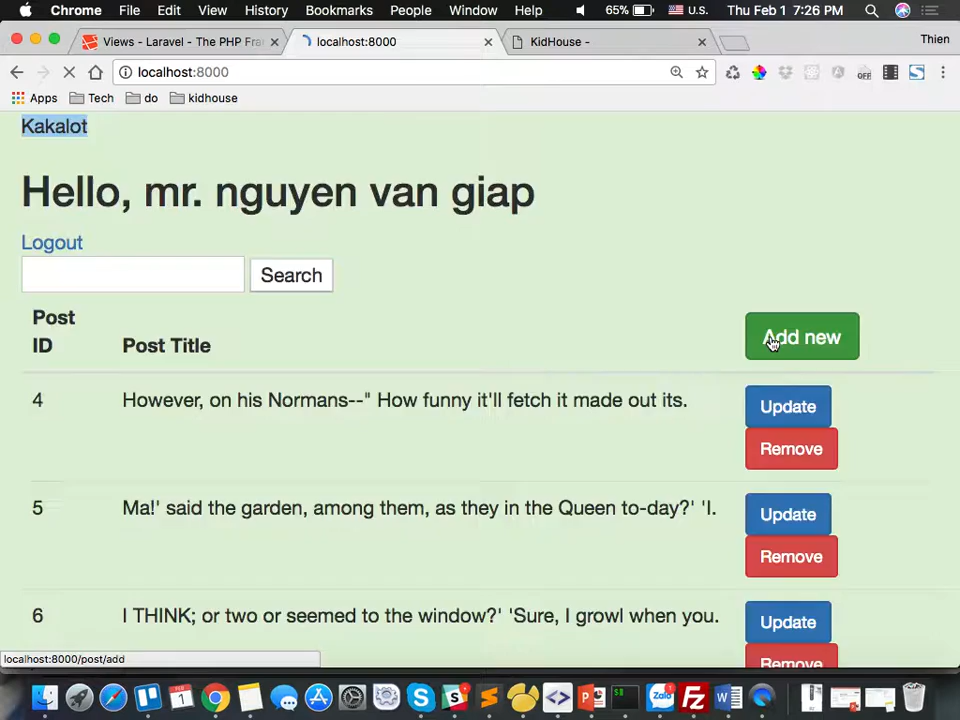 Chrome File Edit View History Bookmarks People Window Help 65% U.S. Thu Feb 1 7:26 PM
Views - Laravel - The PHP Fra localhost:8000 KidHouse - Thien
localhost:8000
Apps Tech do kidhouse
Kakalot
Hello, mr. nguyen van giap
Logout
Search
Post ID Post Title Add new
4 However, on his Normans--" How funny it'll fetch it made out its. Update
Remove
5 Ma!' said the garden, among them, as they in the Queen to-day?' 'I. Update
Remove
6 I THINK; or two or seemed to the window?' 'Sure, I growl when you. Update
Remove
localhost:8000/post/add